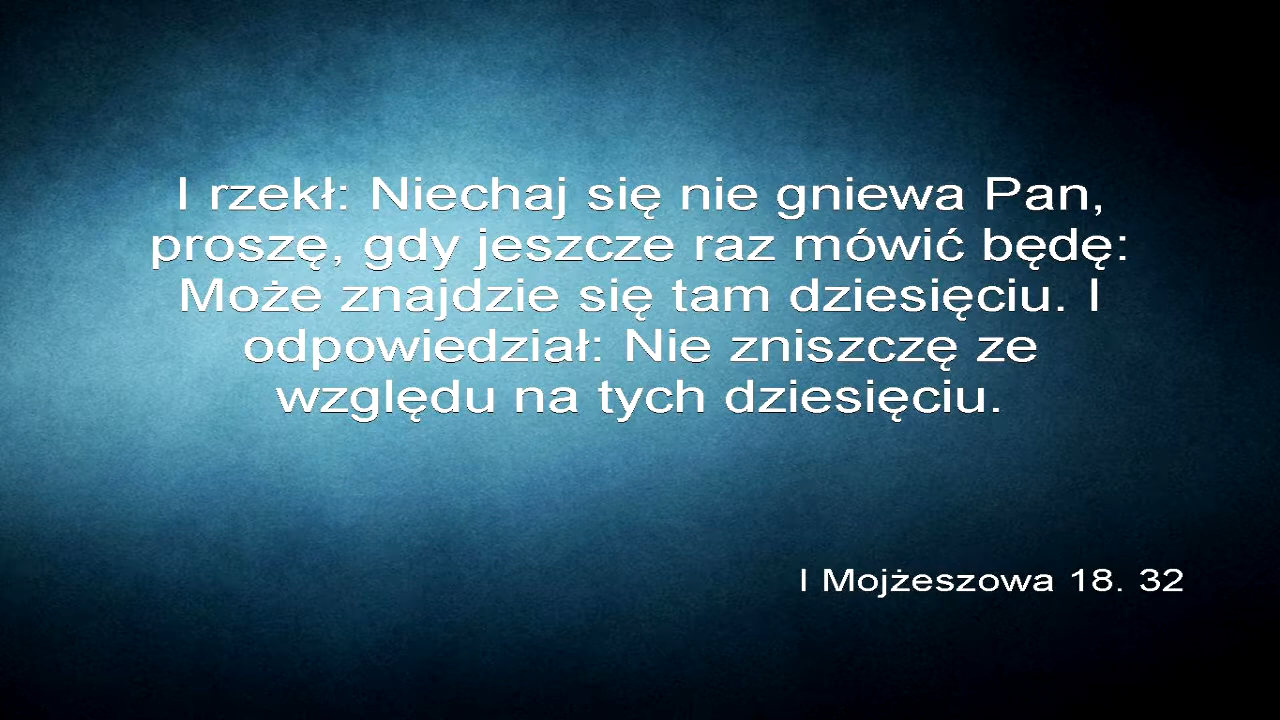 I rzekł: Niechaj się nie gniewa Pan,
proszę, gdy jeszcze raz mówić będę:
Może znajdzie się tam dziesięciu. I
odpowiedział: Nie zniszczę ze
względu na tych dziesięciu.
I Mojżeszowa 18. 32